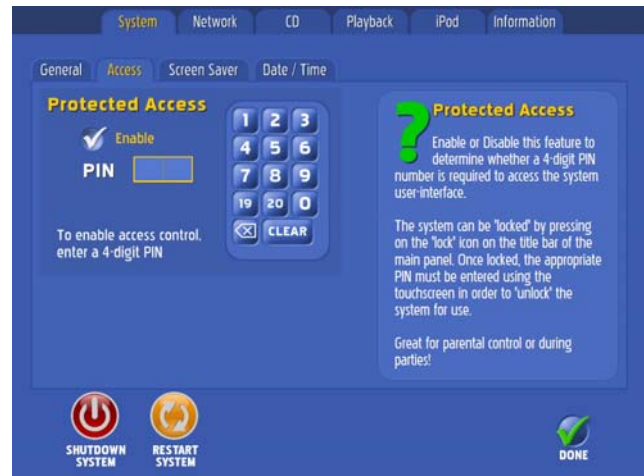 System Network CD Playback iPod Information
General Access Screen Saver Date / Time
Protected Access
Enable
PIN
To enable access control,
enter a 4-digit PIN
1 2 3
4 5 6
7 8 9
19 20 0
CLEAR
?
Protected Access
Enable or Disable this feature to
determine whether a 4-digit PIN
number is required to access the system
user-interface.
The system can be 'locked' by pressing
on the 'lock' icon on the title bar of the
main panel. Once locked, the appropriate
PIN must be entered using the
touchscreen in order to 'unlock' the
system for use.
Great for parental control or during
parties!
SHUTDOWN
SYSTEM
RESTART
SYSTEM
DONE